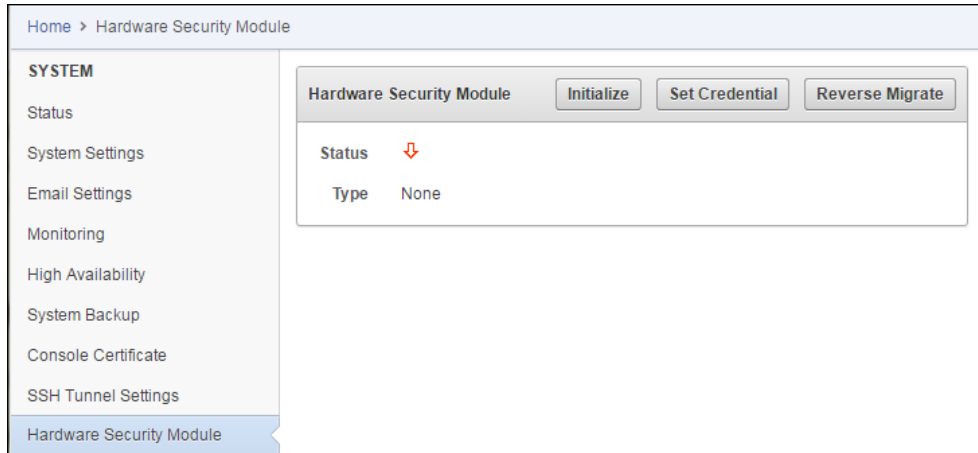 Home > Hardware Security Module
SYSTEM
Status
System Settings
Email Settings
Monitoring
High Availability
System Backup
Console Certificate
SSH Tunnel Settings
Hardware Security Module
Hardware Security Module Initialize Set Credential Reverse Migrate
Status
Type None